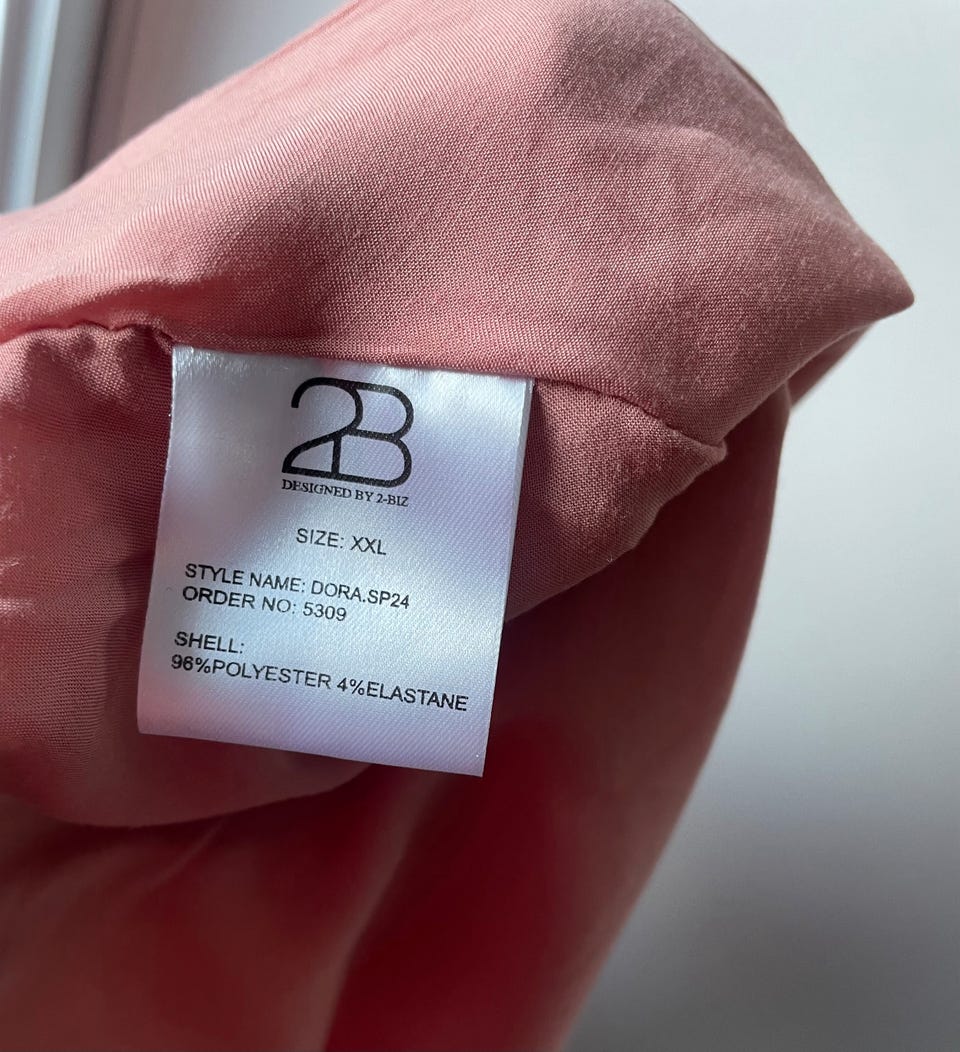 2B
DESIGNED BY 2-BIZ
SIZE: XXL
STYLE NAME: DORA.SP24
ORDER NO: 5309
SHELL:
96%POLYESTER 4%ELASTANE